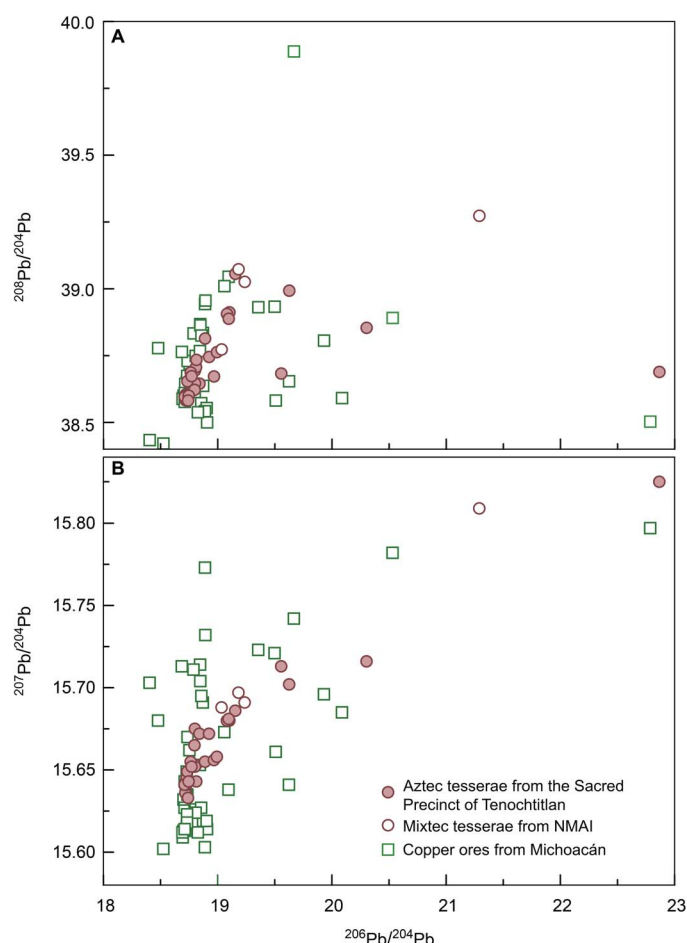 A
40.0
39.5
39.0
38.5
208Pb/204Pb
B
15.80
15.75
15.70
15.65
15.60
207Pb/204Pb
Aztec tesserae from the Sacred
Precinct of Tenochtitlan
Mixtec tesserae from NMAI
Copper ores from Michoacán
18 19 20 21 22 23
206Pb/204Pb